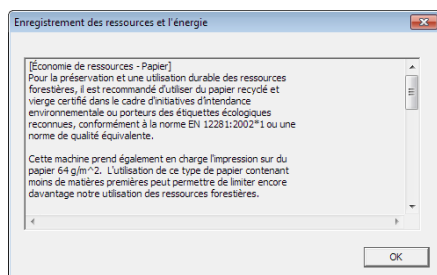 Enregistrement des ressources et l'énergie
[Économie de ressources - Papier]
Pour la préservation et une utilisation durable des ressources
forestières, il est recommandé d'utiliser du papier recyclé et
vierge certifié dans le cadre d'initiatives d'intendance
environnementale ou porteurs des étiquettes écologiques
reconnues, conformément à la norme EN 12281:2002*1 ou une
norme de qualité équivalente.
Cette machine prend également en charge l'impression sur du
papier 64 g/m^2. L'utilisation de ce type de papier contenant
moins de matières premières peut permettre de limiter encore
davantage notre utilisation des ressources forestières.
OK